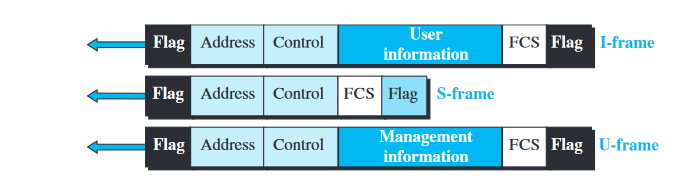 Flag Address Control User information FCS Flag I-frame
Flag Address Control FCS Flag S-frame
Flag Address Control Management information FCS Flag U-frame